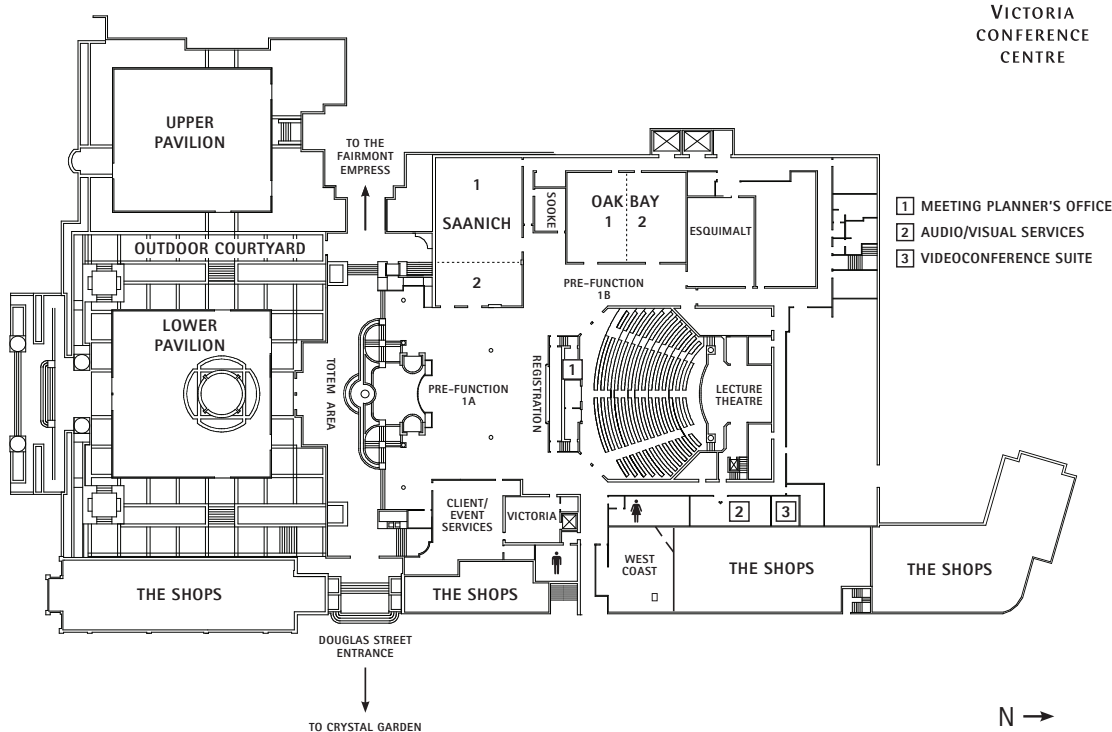 VICTORIA
CONFERENCE
CENTRE
UPPER
PAVILION
TO THE
FAIRMONT
EMPRESS
1
SAANICH
2
SOOKE
OAK BAY
1 2
ESQUIMALT
1 MEETING PLANNER'S OFFICE
2 AUDIO/VISUAL SERVICES
3 VIDEOCONFERENCE SUITE
OUTDOOR COURTYARD
PRE-FUNCTION
1B
LOWER
PAVILION
TOTEM AREA
PRE-FUNCTION
1A
REGISTRATION
1
LECTURE
THEATRE
CLIENT/
EVENT
SERVICES
VICTORIA
2
3
WEST
COAST
THE SHOPS
THE SHOPS
THE SHOPS
THE SHOPS
DOUGLAS STREET
ENTRANCE
TO CRYSTAL GARDEN
N